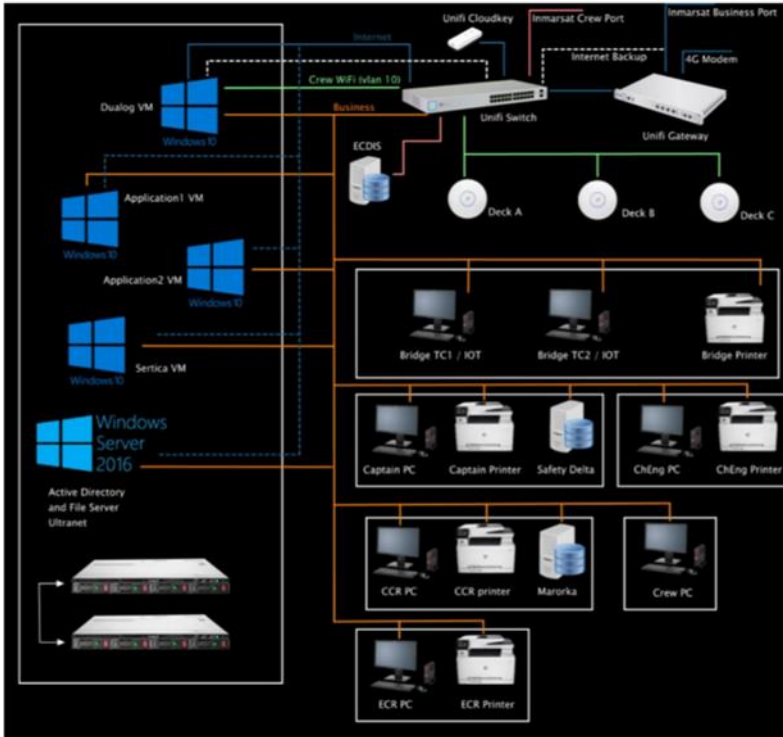 Unifi Cloudkey
Inmarsat Crew Port
Inmarsat Business Port
Internet
Internet Backup
4G Modem
Crew WiFi (vlan 10)
Dualog VM
Business
Unifi Switch
Unifi Gateway
Windows 10
ECDIS
Application1 VM
Deck A
Deck B
Deck C
Windows 10
Application2 VM
Windows 10
Bridge TC1 / IOT
Bridge TC2 / IOT
Bridge Printer
Sertica VM
Windows 10
Windows
Server
2016
Captain PC
Captain Printer
Safety Delta
ChEng PC
ChEng Printer
Active Directory
and File Server
Ultranet
CCR PC
CCR printer
Marorka
Crew PC
ECR PC
ECR Printer